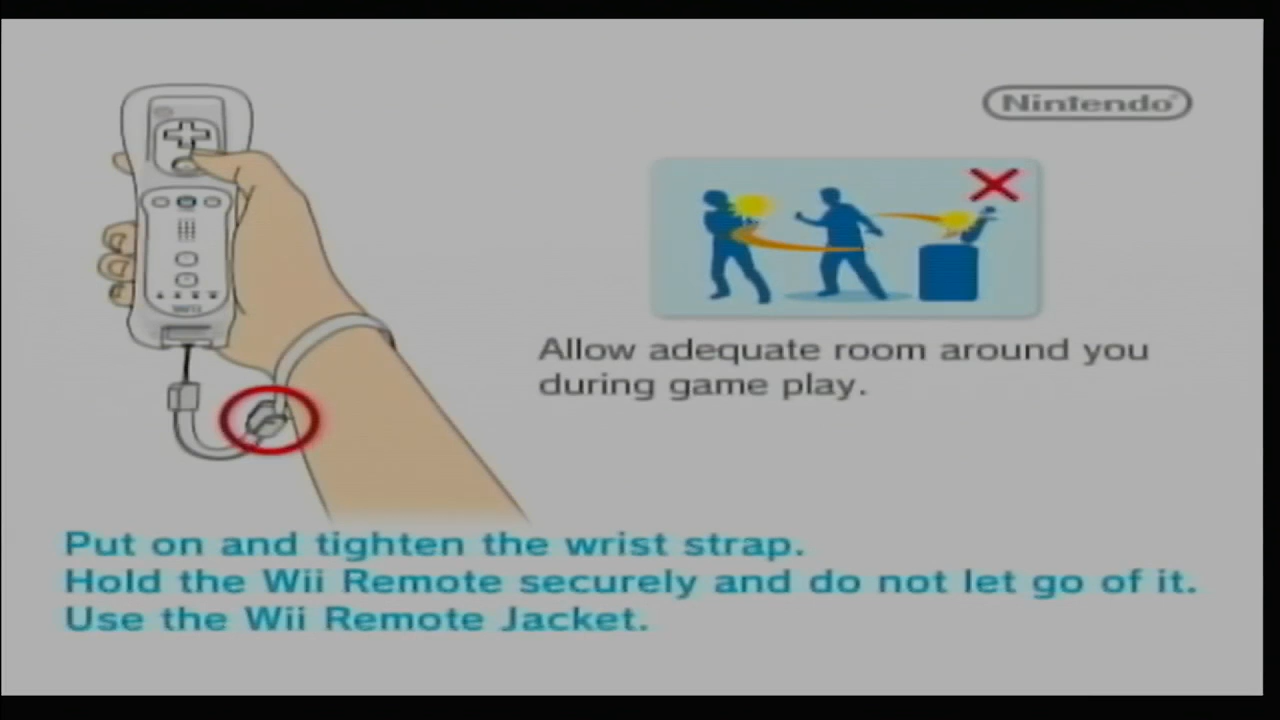 Nintendo
Allow adequate room around you
during game play.
Wii
Put on and tighten the wrist strap.
Hold the Wii Remote securely and do not let go of it.
Use the Wii Remote Jacket.